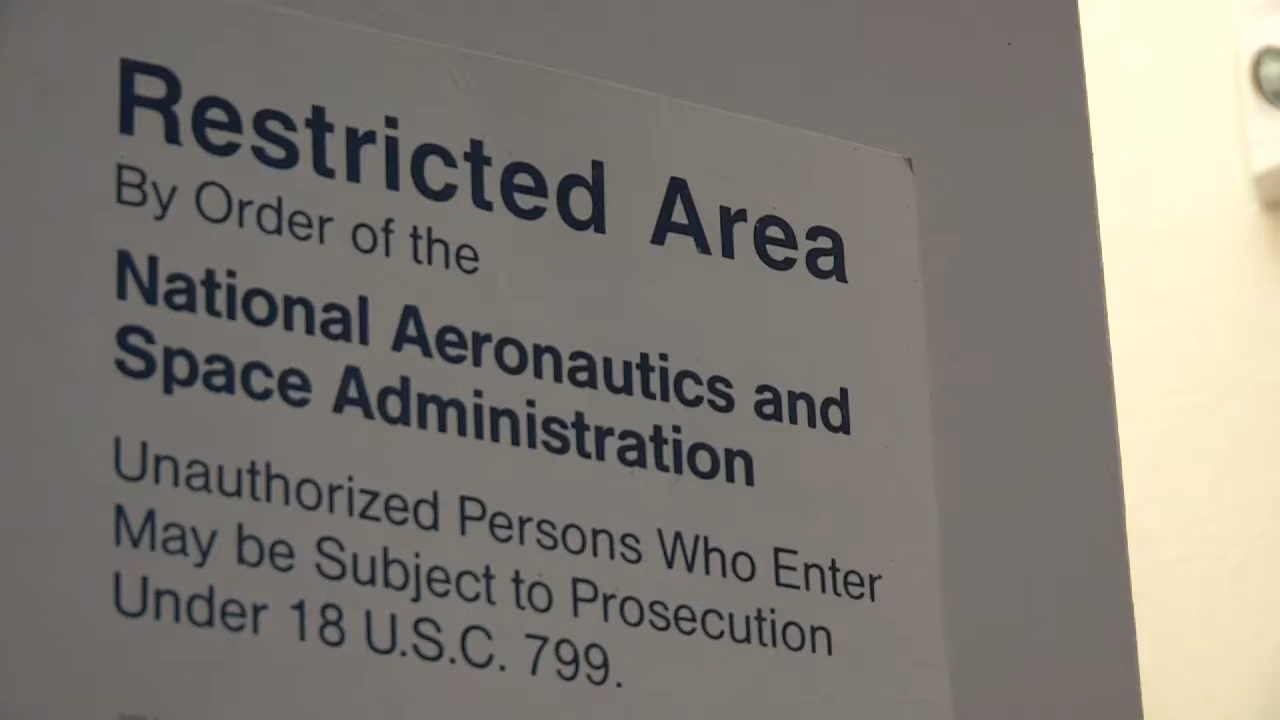 Restricted Area
By Order of the
National Aeronautics and
Space Administration
Unauthorized Persons Who Enter
May be Subject to Prosecution
Under 18 U.S.C. 799.